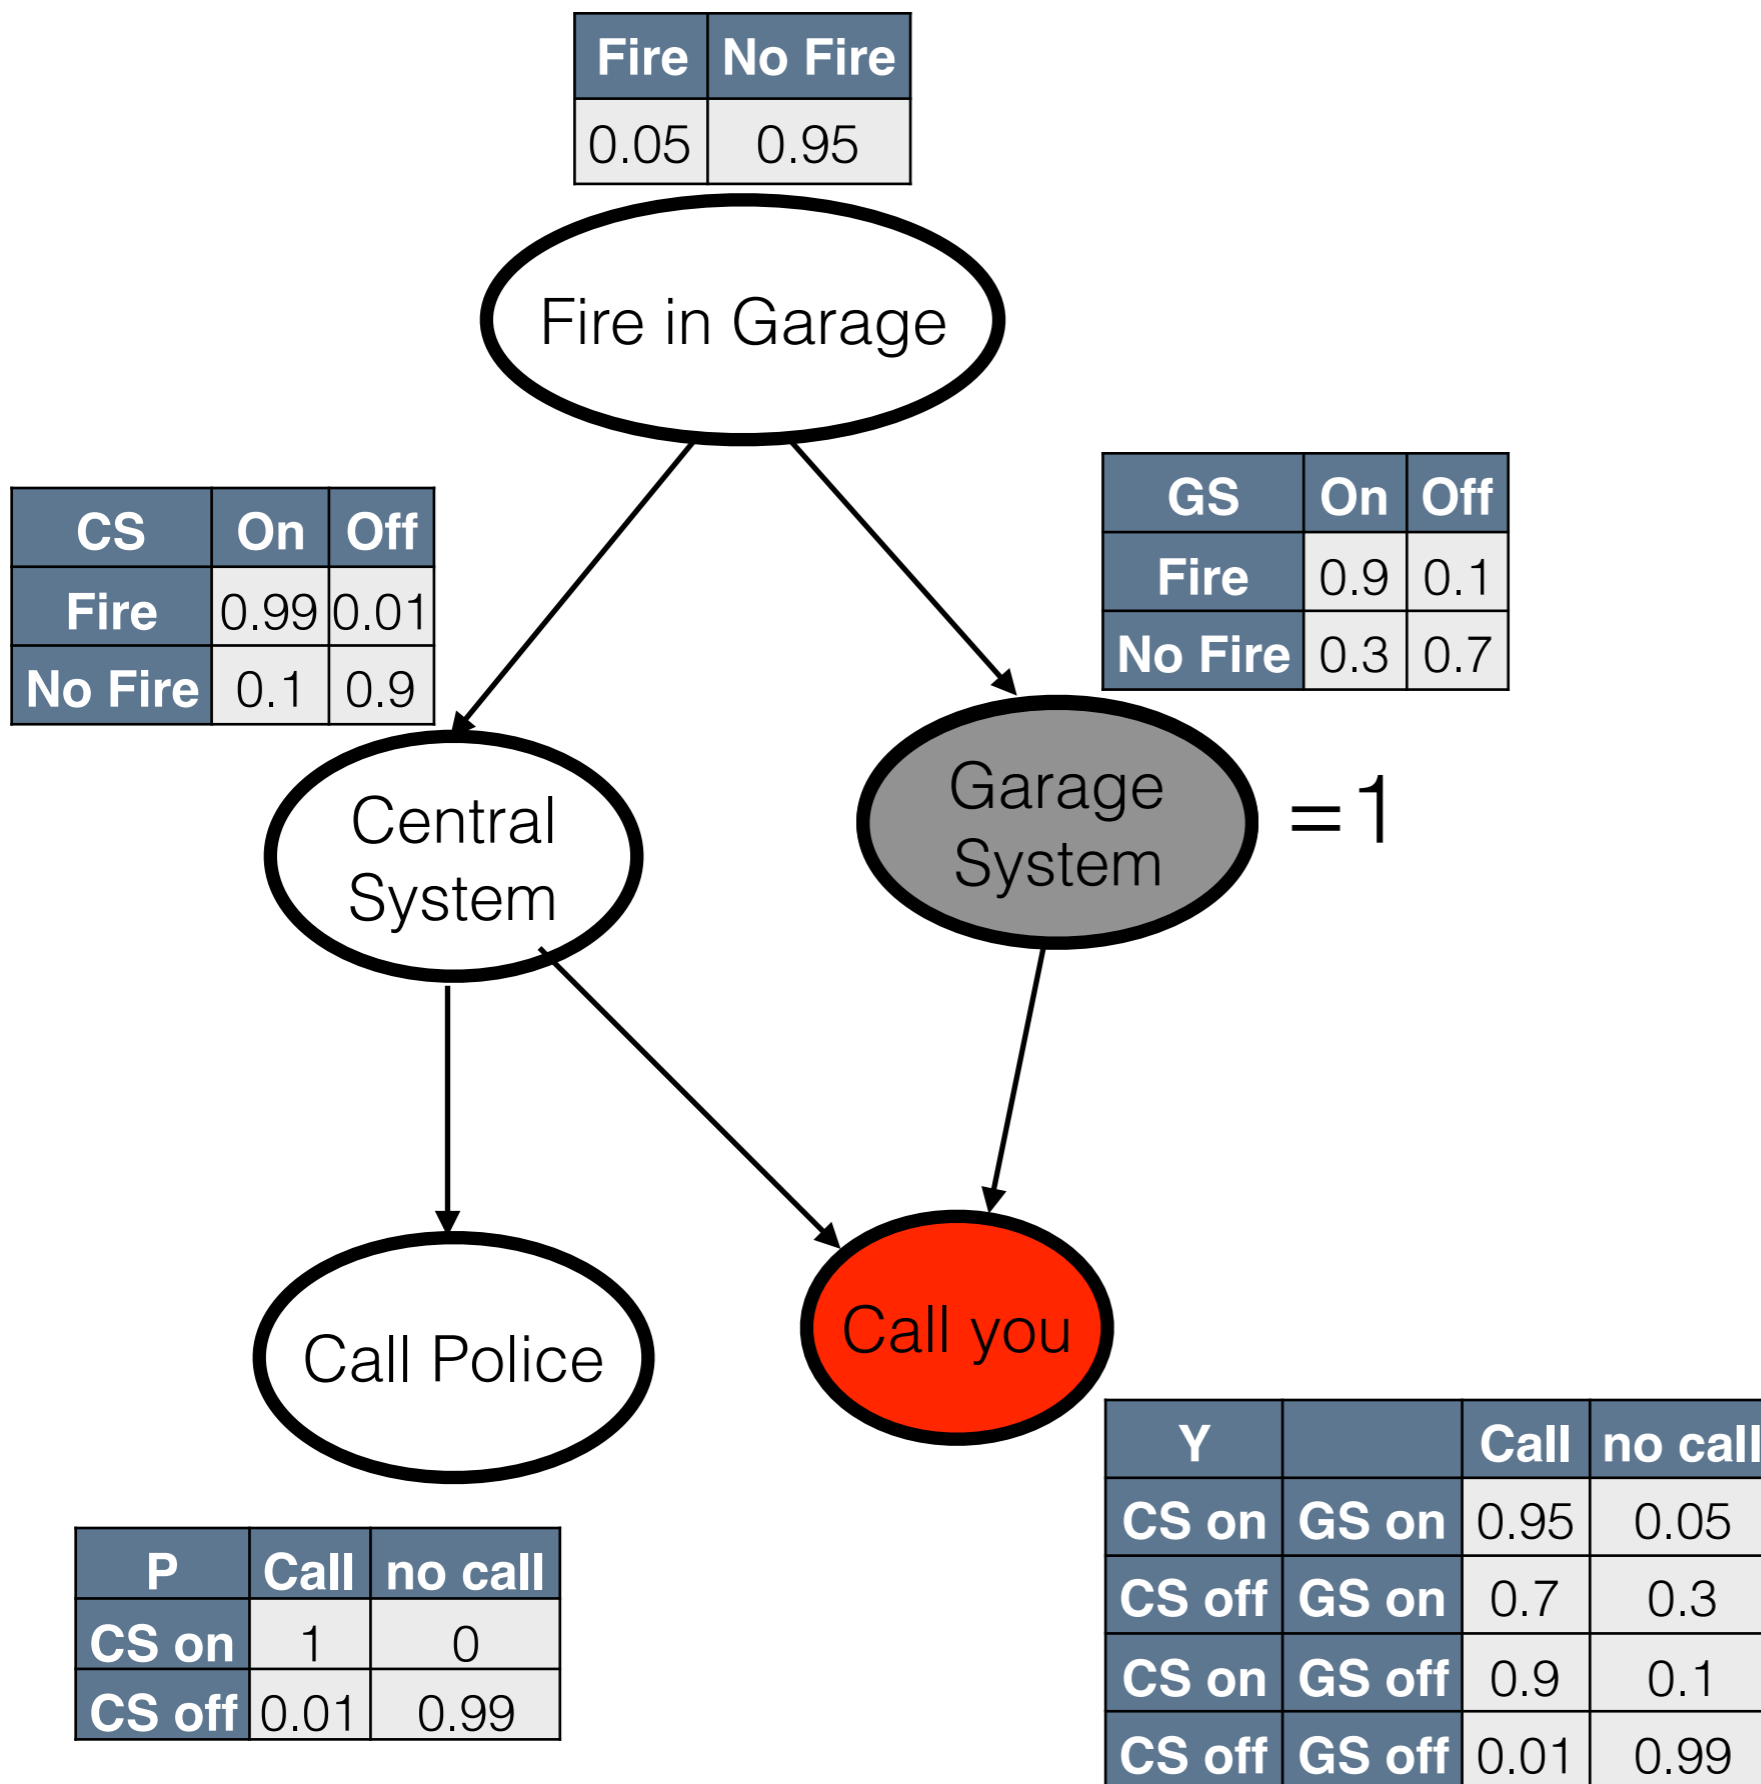 Fire No Fire
0.05 0.95
Fire in Garage
CS On Off
Fire 0.99 0.01
No Fire 0.1 0.9
GS On Off
Fire 0.9 0.1
No Fire 0.3 0.7
Central
System
Garage
System
=1
Call Police
Call you
P Call no call
CS on 1 0
CS off 0.01 0.99
Y Call no call
CS on GS on 0.95 0.05
CS off GS on 0.7 0.3
CS on GS off 0.9 0.1
CS off GS off 0.01 0.99